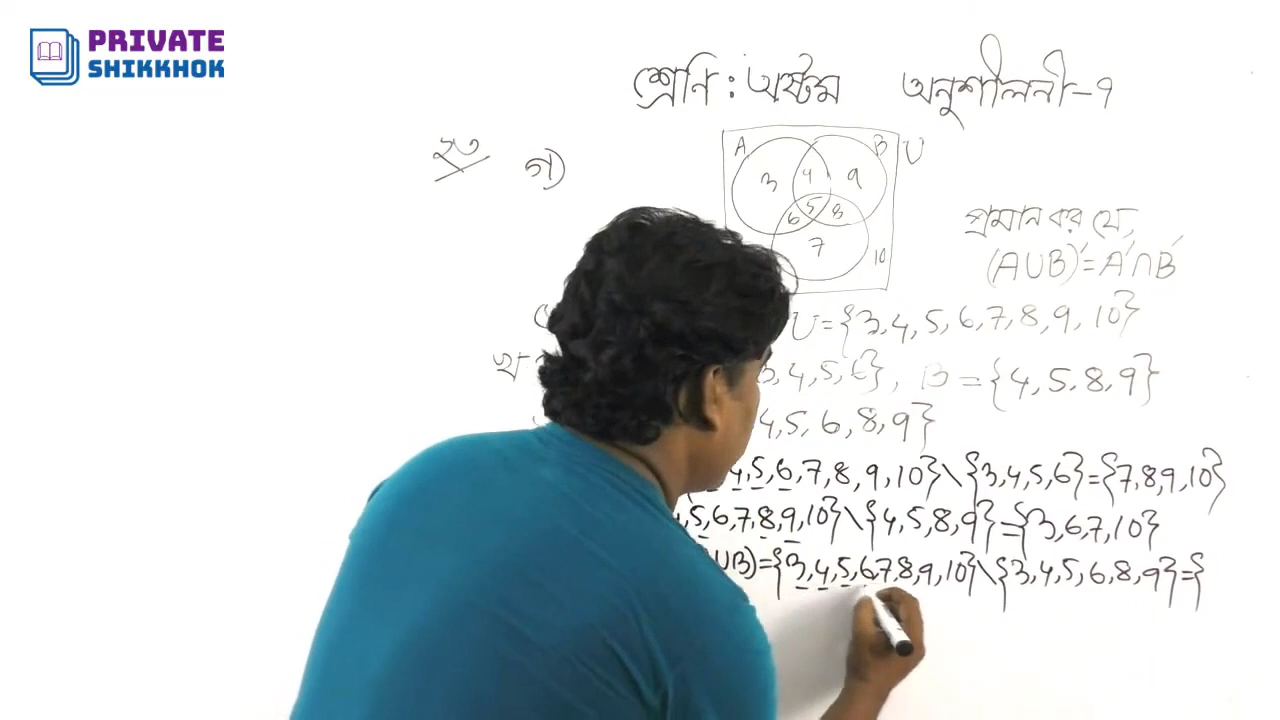 PRIVATE
SHIKKHOK
শ্রেণি : অষ্টম অনুশীলনী-৭
২৩ গ)
A B U
3 4 9
6 5 8
7 10
প্রমান কর যে,
(A∪B)′=A′∩B′
U={3,4,5,6,7,8,9,10}
খ 3,4,5,6}, B={4,5,8,9}
4,5,6,8,9}
4,5,6,7,8,9,10}\{3,4,5,6}={7,8,9,10}
5,6,7,8,9,10}\{4,5,8,9}={3,6,7,10}
∪B)={3,4,5,6,7,8,9,10}\{3,4,5,6,8,9}={